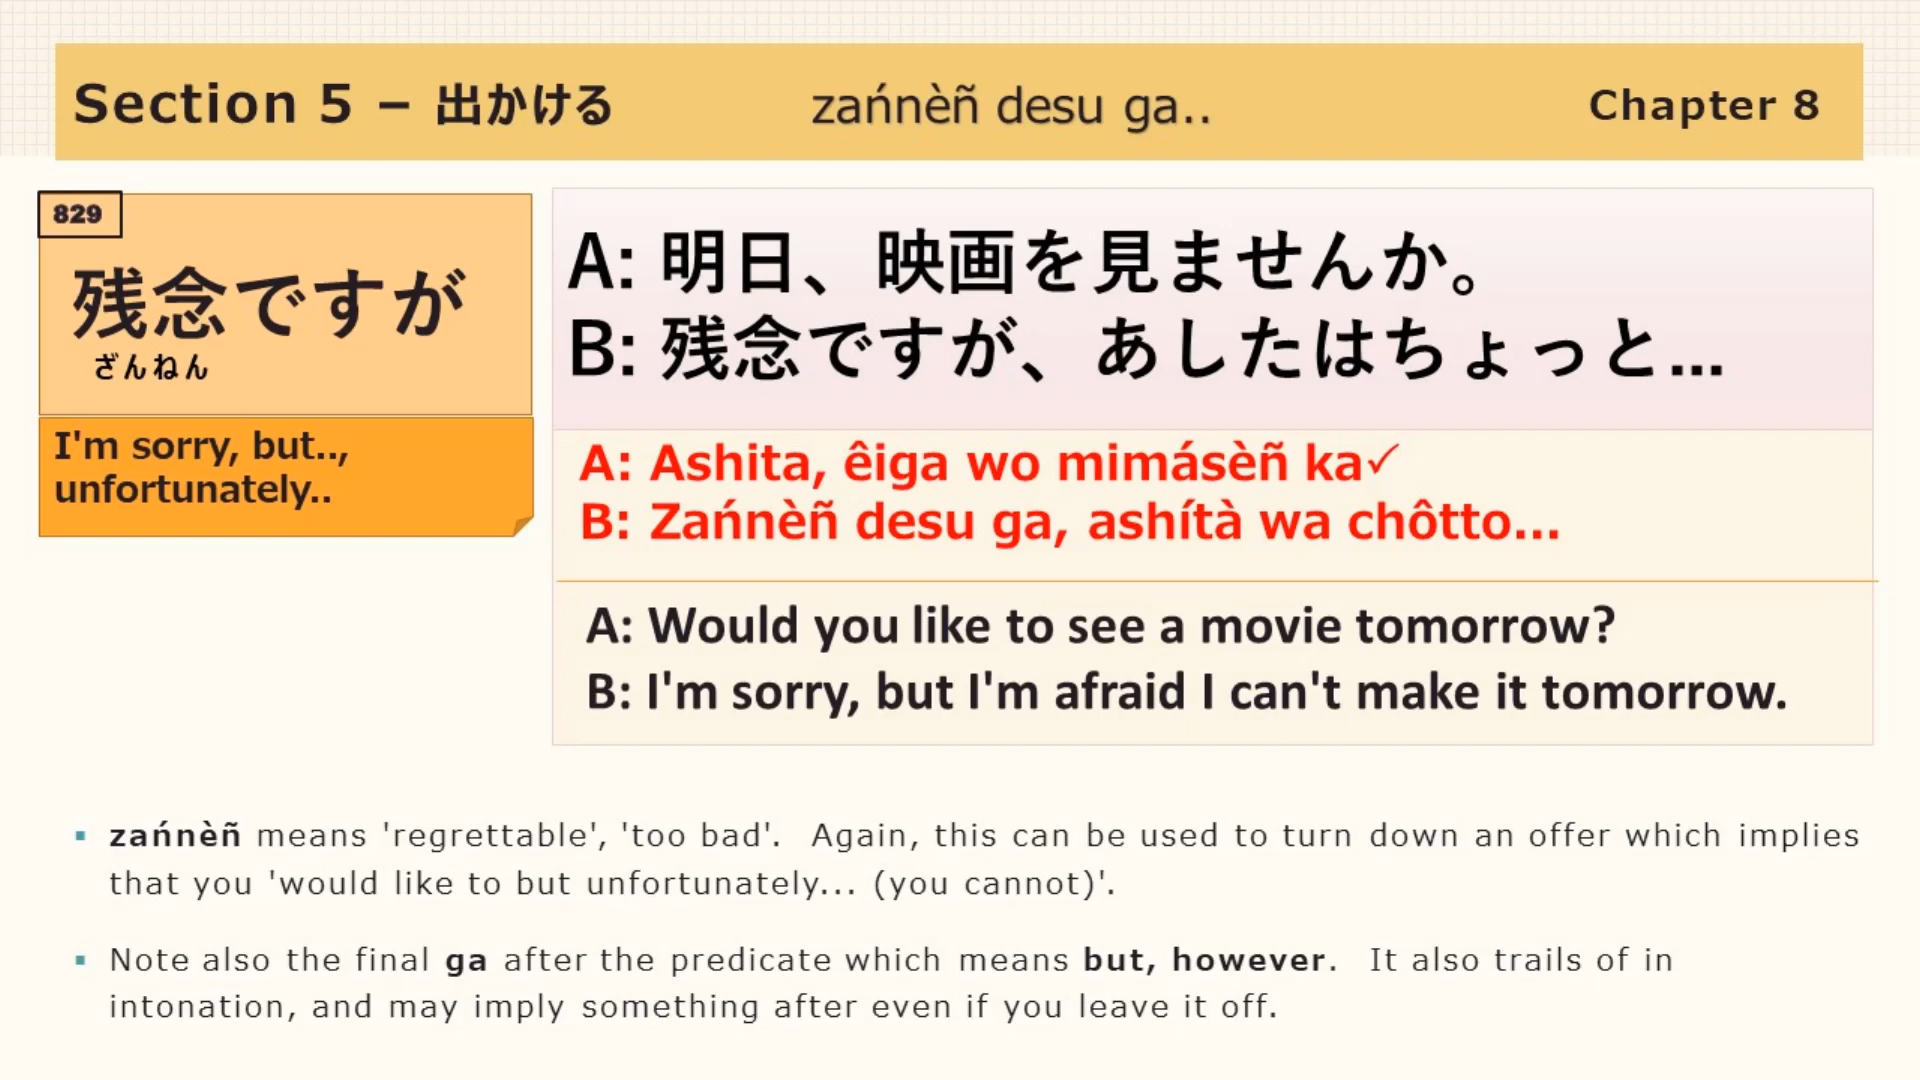 Section 5 – 出かける
zańnèñ desu ga..
Chapter 8
829
残念ですが
ざんねん
I'm sorry, but..,
unfortunately..
A: 明日、映画を見ませんか。
B: 残念ですが、あしたはちょっと...
A: Ashita, êiga wo mimásèñ ka✓
B: Zańnèñ desu ga, ashítà wa chôtto...
A: Would you like to see a movie tomorrow?
B: I'm sorry, but I'm afraid I can't make it tomorrow.
▪ zańnèñ means 'regrettable', 'too bad'. Again, this can be used to turn down an offer which implies
that you 'would like to but unfortunately... (you cannot)'.
▪ Note also the final ga after the predicate which means but, however. It also trails of in
intonation, and may imply something after even if you leave it off.